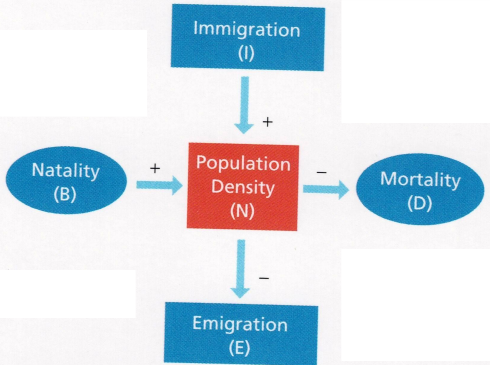 Immigration
(I)
+
Natality
(B)
+
Population
Density
(N)
–
Mortality
(D)
–
Emigration
(E)